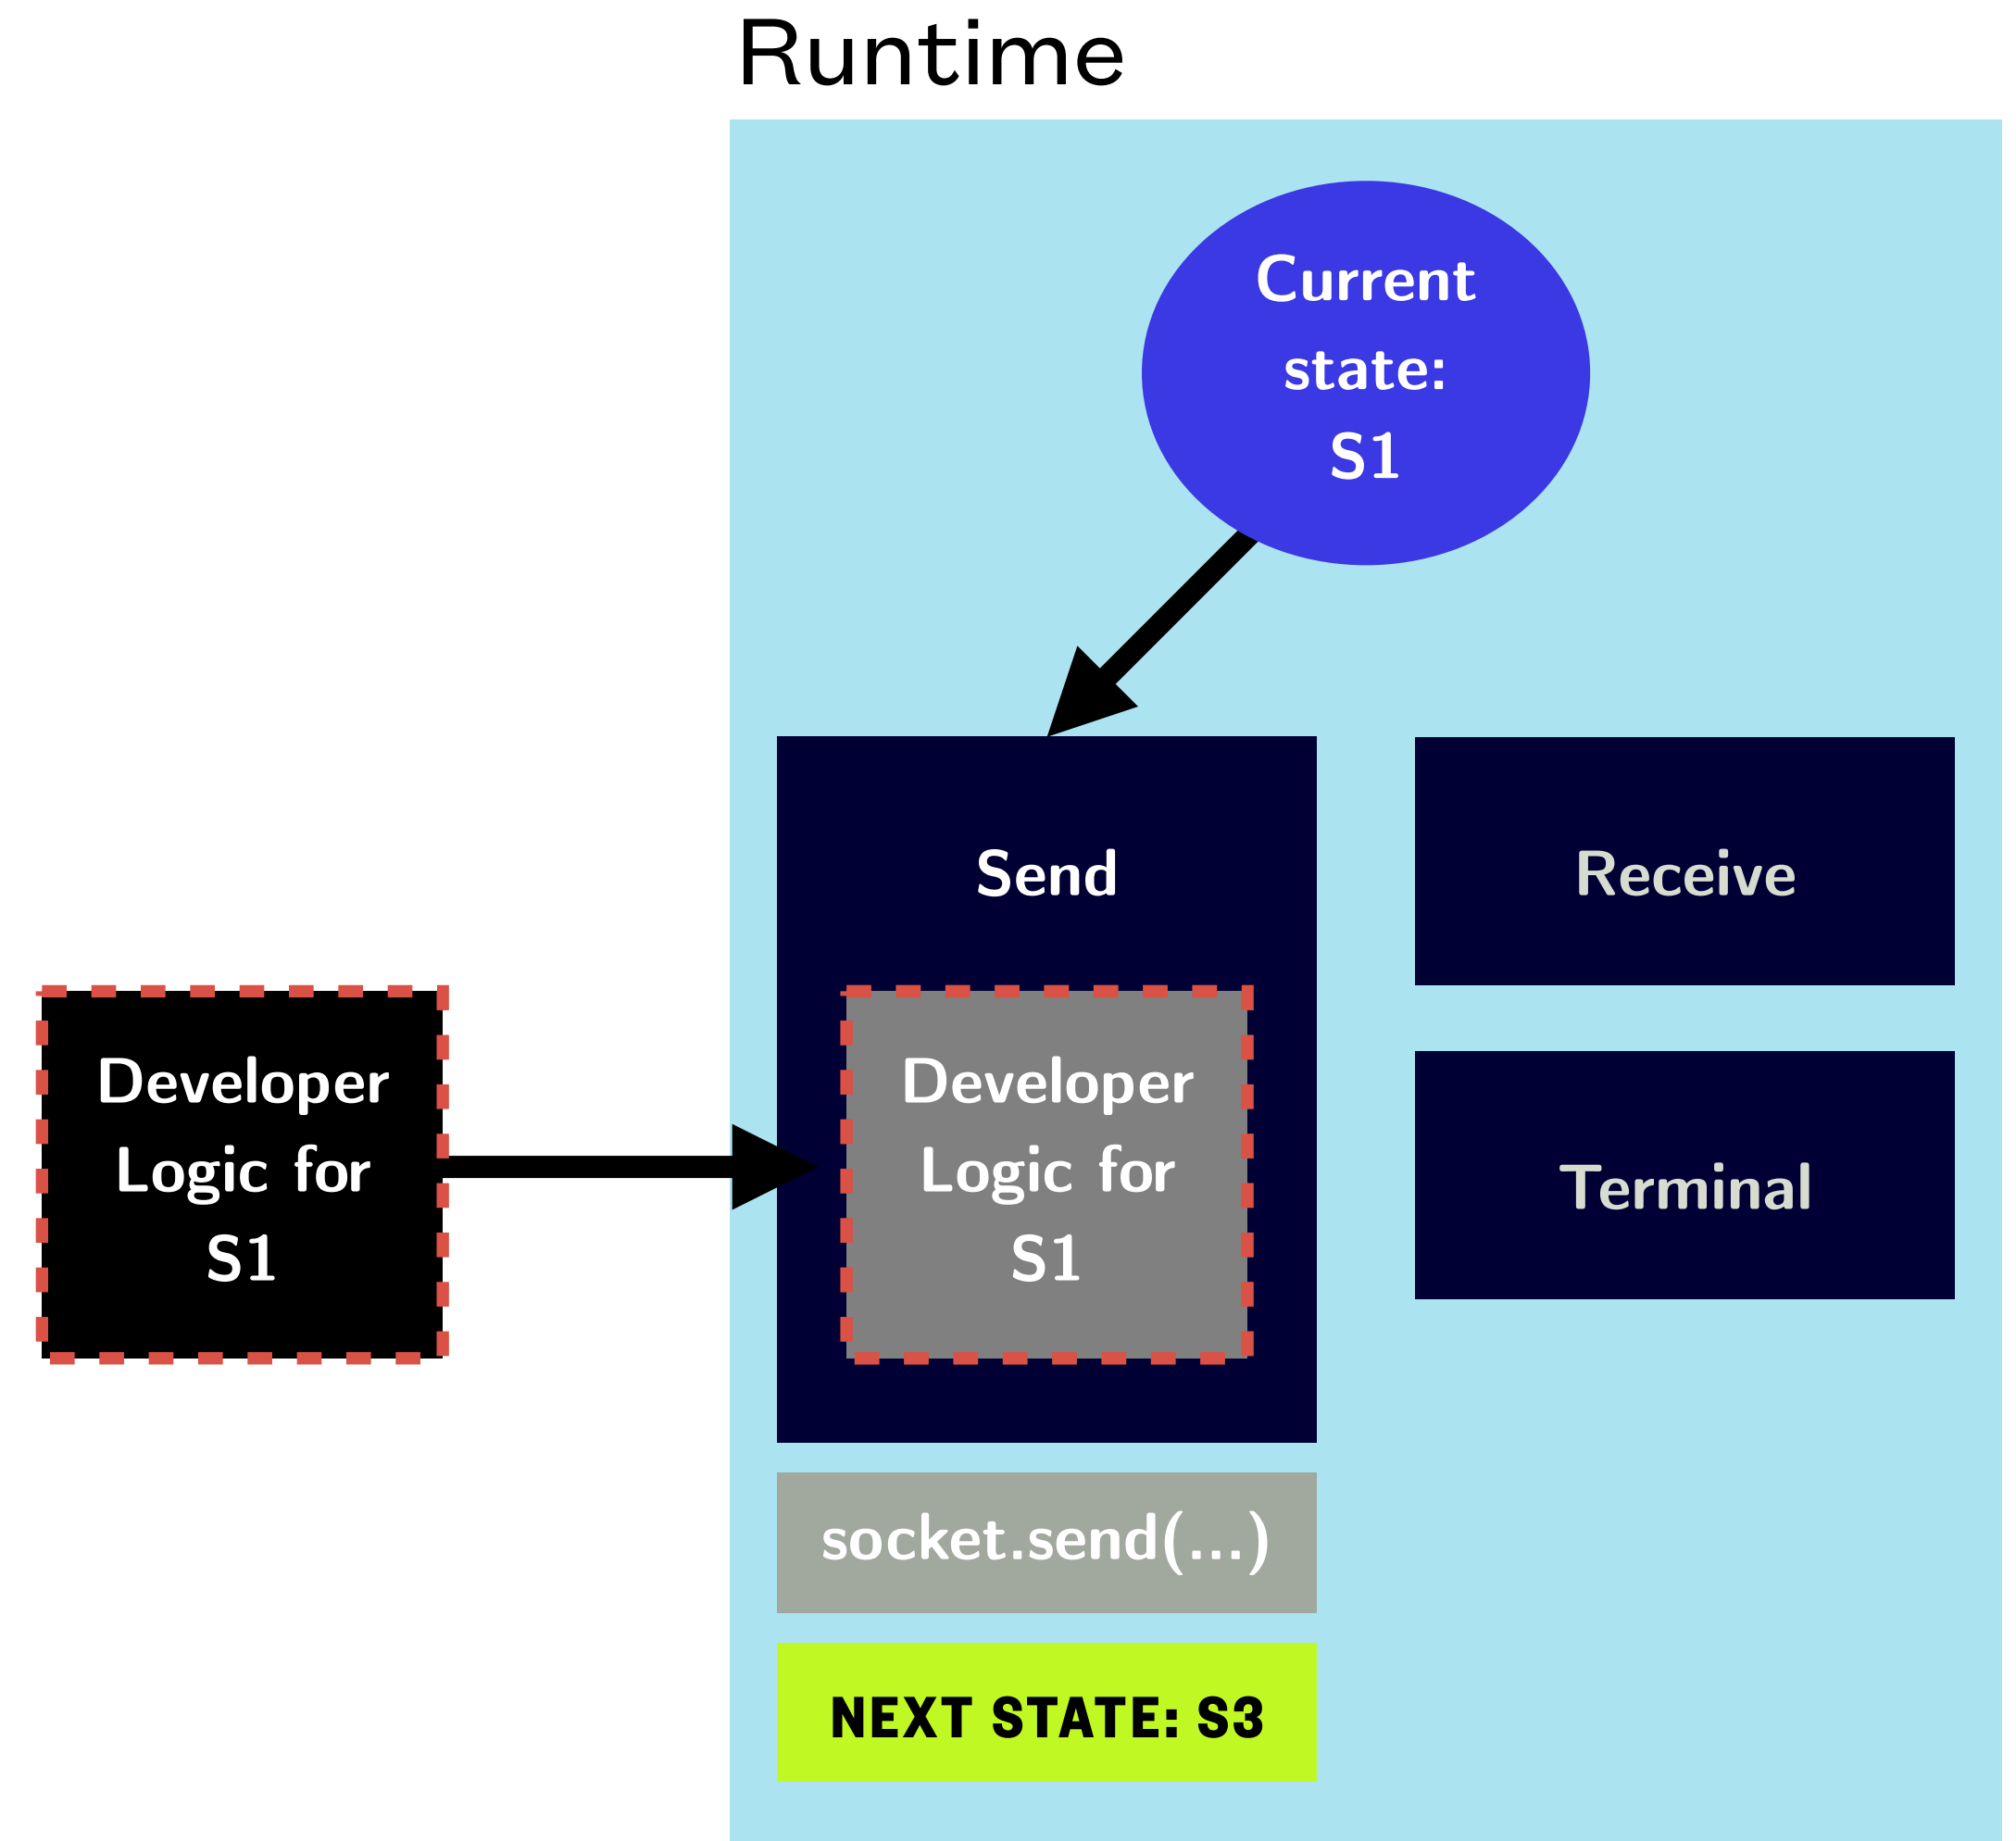 Runtime
Current
state:
S1
Send
Receive
Developer
Logic for
S1
Developer
Logic for
S1
Terminal
socket.send(...)
NEXT STATE: S3